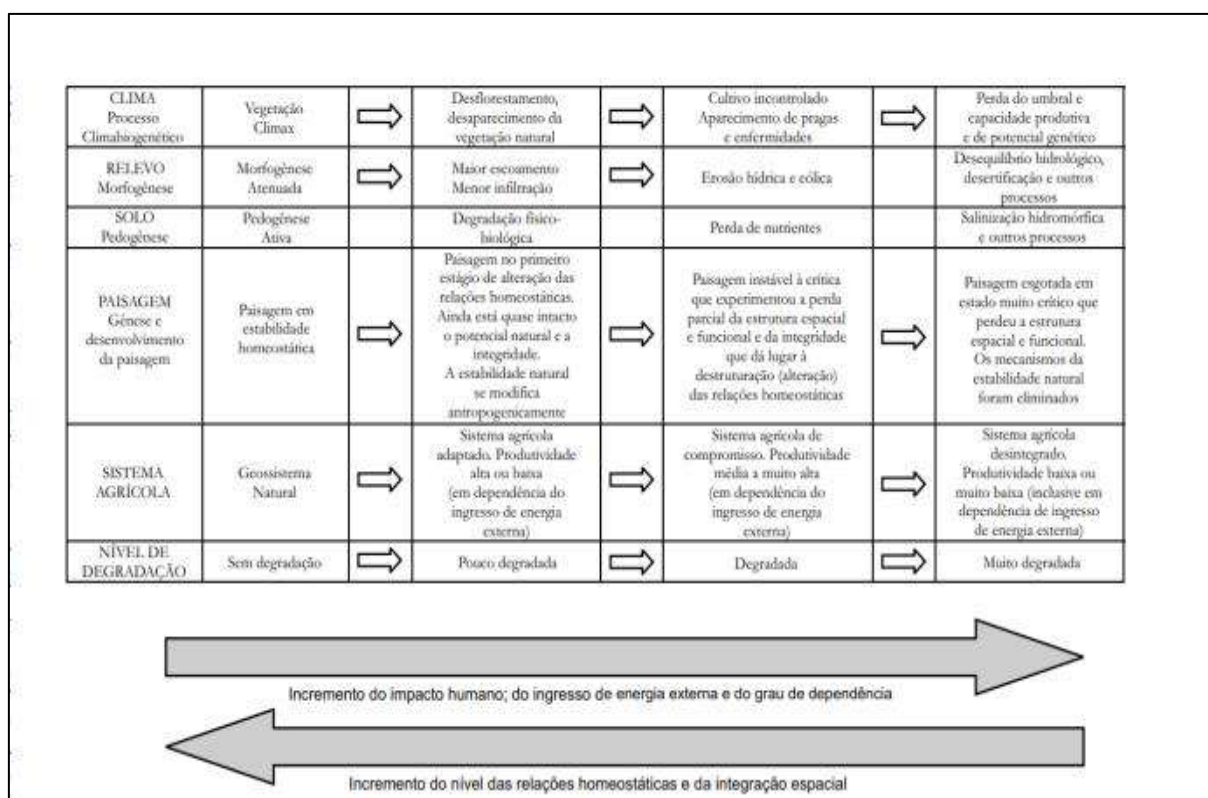 CLIMA
Processo
Climabiogenético
Vegetação
Climax
Desflorestamento,
desaparecimento da
vegetação natural
Cultivo incontrolado
Aparecimento de pragas
e enfermidades
Perda do umbral e
capacidade produtiva
e de potencial genético
RELEVO
Morfogênese
Morfogênese
Atenuada
Maior escoamento
Menor infiltração
Erosão hídrica e eólica
Desequilíbrio hidrológico,
desertificação e outros
processos
SOLO
Pedogênese
Pedogênese
Ativa
Degradação físico-
biológica
Perda de nutrientes
Salinização hidromórfica
e outros processos
PAISAGEM
Gênese e
desenvolvimento
da paisagem
Paisagem em
estabilidade
homeostática
Paisagem no primeiro
estágio de alteração das
relações homeostáticas.
Ainda está quase intacto
o potencial natural e a
integridade.
A estabilidade natural
se modifica
antropogenicamente
Paisagem instável à crítica
que experimentou a perda
parcial da estrutura espacial
e funcional e da integridade
que dá lugar à
destruturação (alteração)
das relações homeostáticas
Paisagem esgotada em
estado muito crítico que
perdeu a estrutura
espacial e funcional.
Os mecanismos da
estabilidade natural
foram eliminados
SISTEMA
AGRÍCOLA
Geossistema
Natural
Sistema agrícola
adaptado. Produtividade
alta ou baixa
(em dependência do
ingresso de energia
externa)
Sistema agrícola de
compromisso. Produtividade
média a muito alta
(em dependência do
ingresso de energia
externa)
Sistema agrícola
desintegrado.
Produtividade baixa ou
muito baixa (inclusive em
dependência de ingresso
de energia externa)
NÍVEL DE
DEGRADAÇÃO
Sem degradação
Pouco degradada
Degradada
Muito degradada
Incremento do impacto humano; do ingresso de energia externa e do grau de dependência
Incremento do nível das relações homeostáticas e da integração espacial